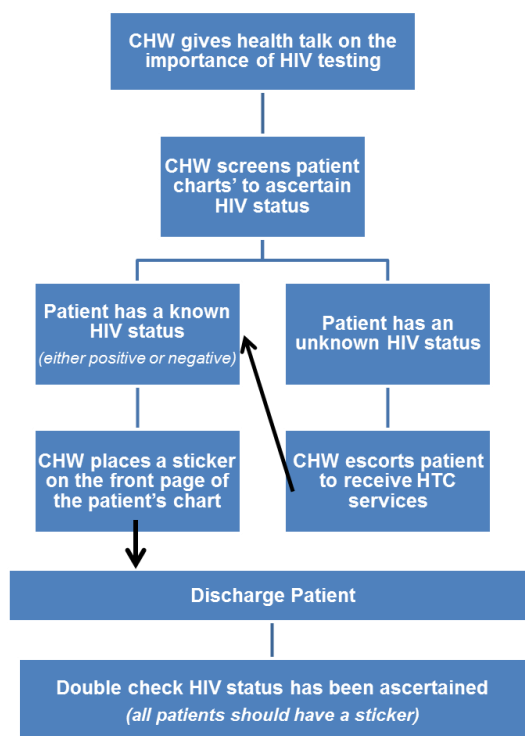 CHW gives health talk on the
importance of HIV testing
CHW screens patient
charts’ to ascertain
HIV status
Patient has a known
HIV status
(either positive or negative)
Patient has an
unknown HIV status
CHW places a sticker
on the front page of
the patient’s chart
CHW escorts patient
to receive HTC
services
Discharge Patient
Double check HIV status has been ascertained
(all patients should have a sticker)